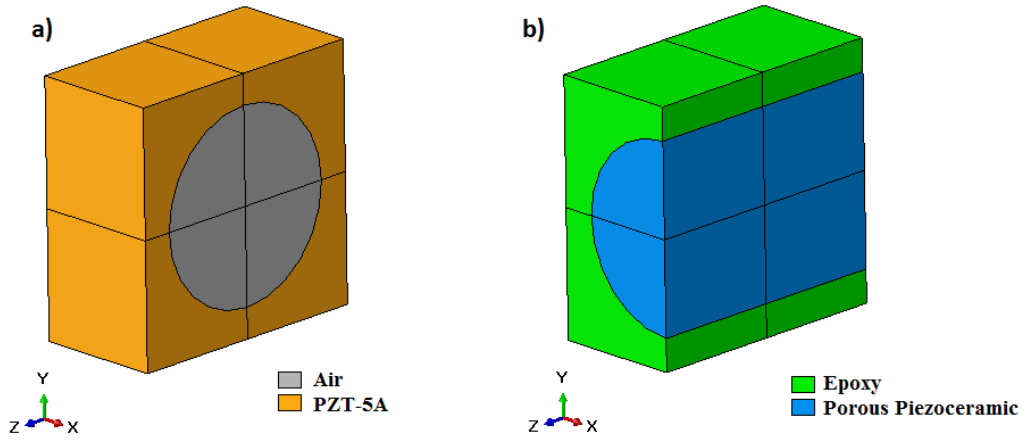 a)
Air
PZT-5A
Y
Z
X
b)
Epoxy
Porous Piezoceramic
Y
Z
X